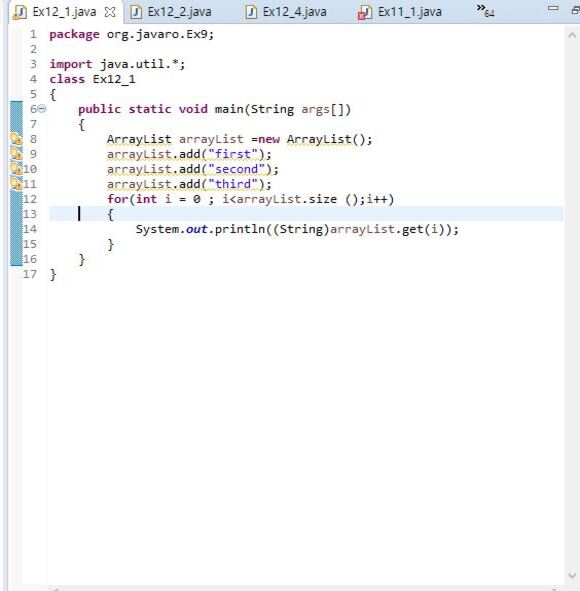 Ex12_1.java Ex12_2.java Ex12_4.java Ex11_1.java »64
1 package org.javaro.Ex9;
2
3 import java.util.*;
4 class Ex12_1
5 {
6 public static void main(String args[])
7 {
8 ArrayList arrayList =new ArrayList();
9 arrayList.add("first");
10 arrayList.add("second");
11 arrayList.add("third");
12 for(int i = 0 ; i<arrayList.size ();i++)
13 {
14 System.out.println((String)arrayList.get(i));
15 }
16 }
17 }